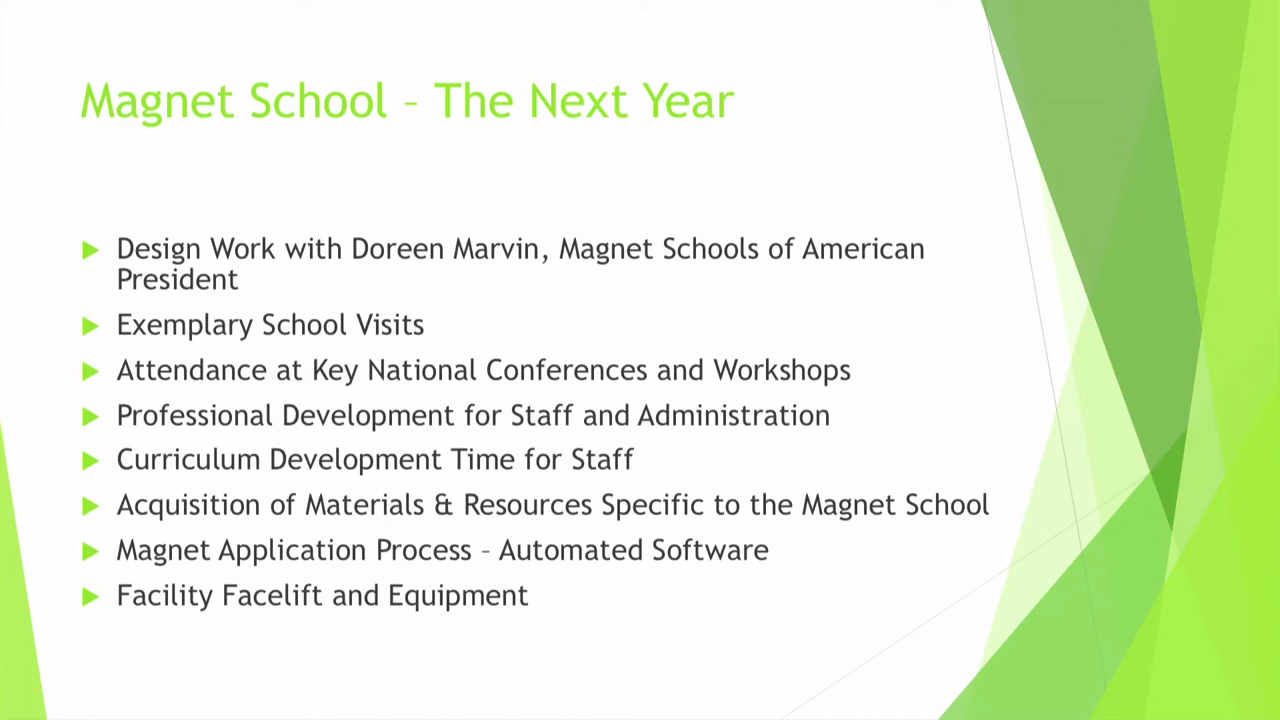 Magnet School – The Next Year
Design Work with Doreen Marvin, Magnet Schools of American
President
Exemplary School Visits
Attendance at Key National Conferences and Workshops
Professional Development for Staff and Administration
Curriculum Development Time for Staff
Acquisition of Materials & Resources Specific to the Magnet School
Magnet Application Process – Automated Software
Facility Facelift and Equipment